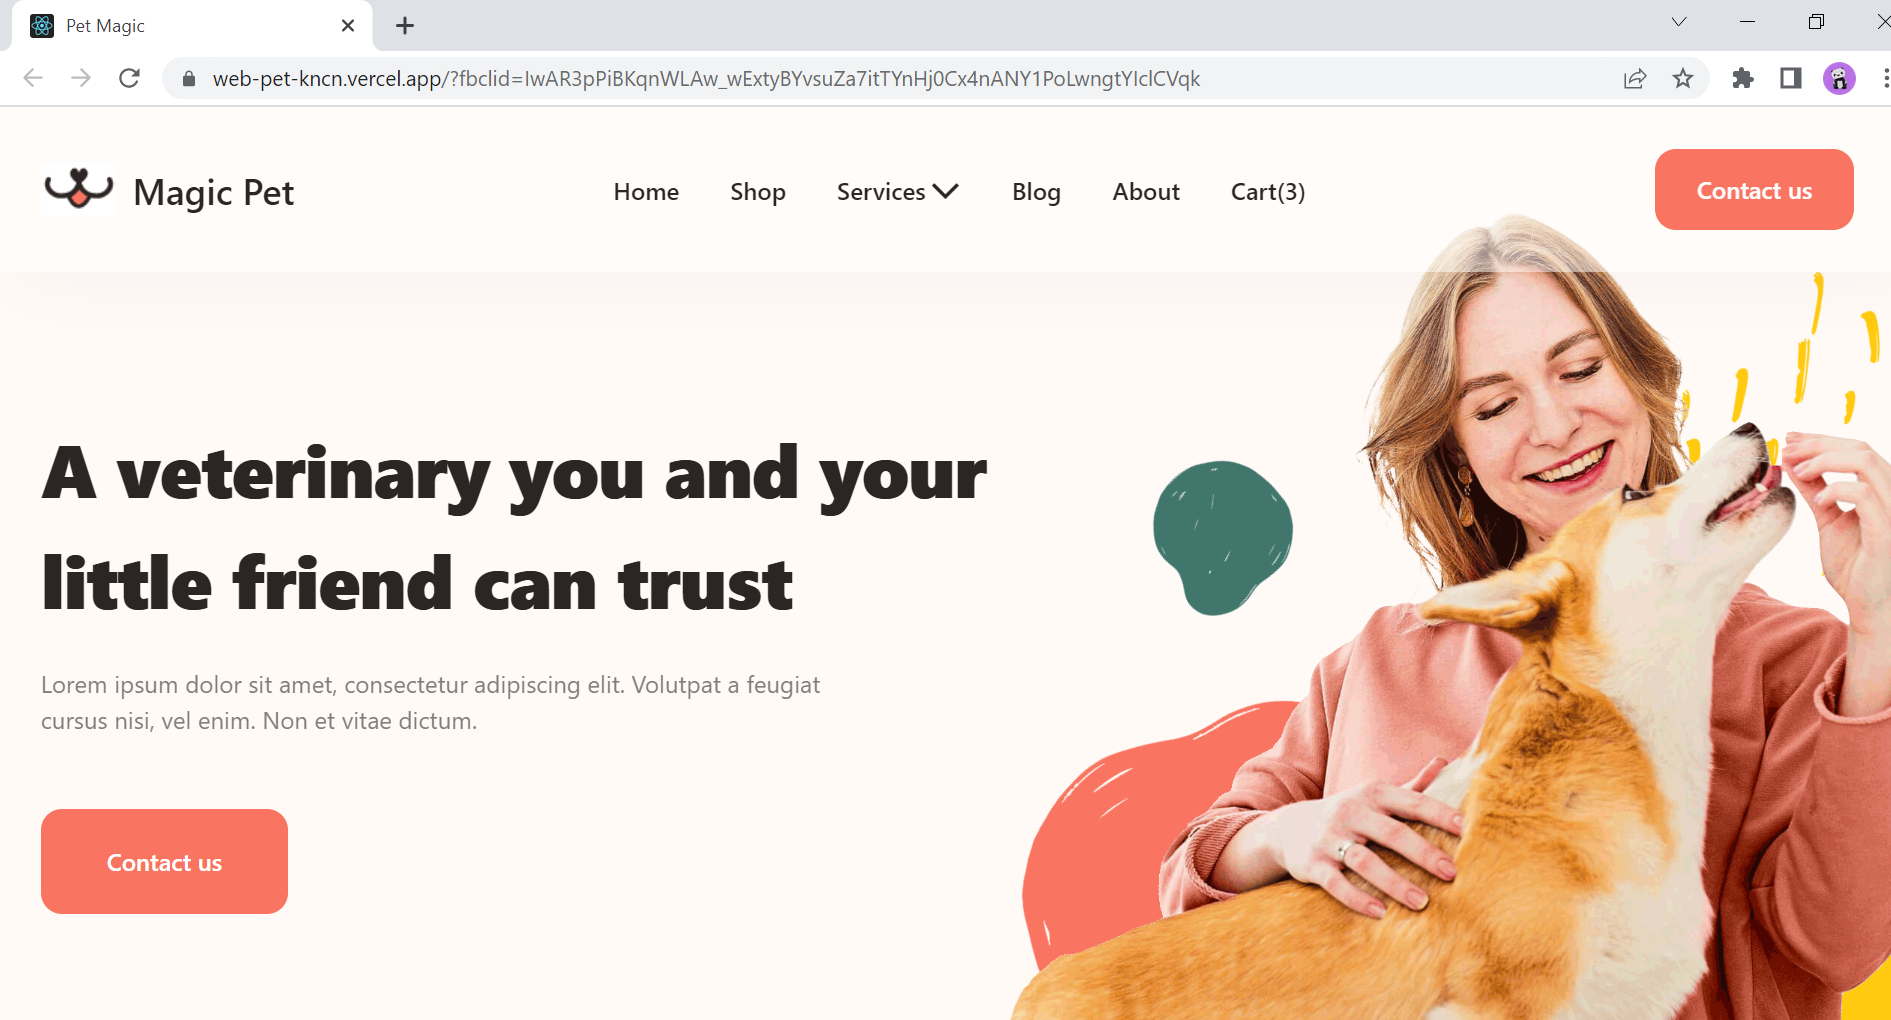 Pet Magic
web-pet-kncn.vercel.app/?fbclid=IwAR3pPiBKqnWLAw_wExtyBYvsuZa7itTYnHj0Cx4nANY1PoLwngtYIclCVqk
Magic Pet
Home
Shop
Services
Blog
About
Cart(3)
Contact us
A veterinary you and your
little friend can trust
Lorem ipsum dolor sit amet, consectetur adipiscing elit. Volutpat a feugiat
cursus nisi, vel enim. Non et vitae dictum.
Contact us